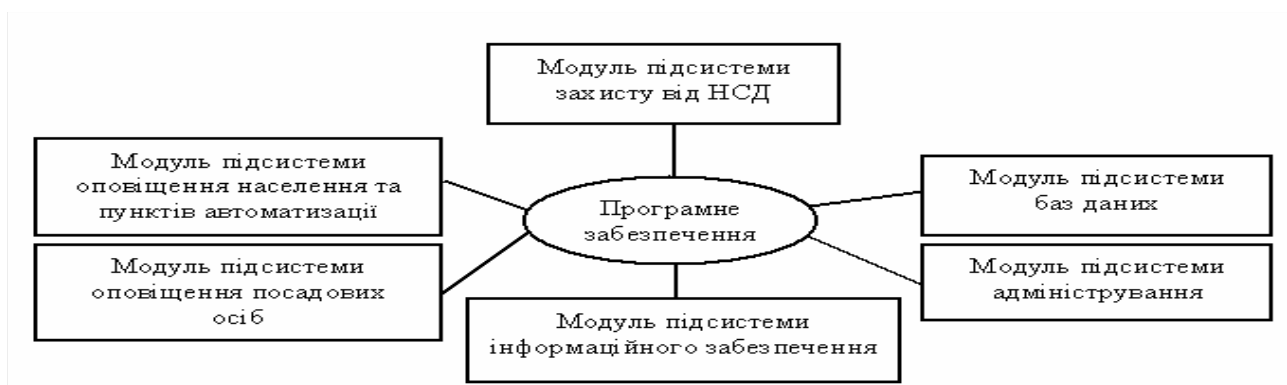 Модуль підсистеми
захисту від НСД
Модуль підсистеми
оповіщення населення та
пунктів автоматизації
Програмне
забезпечення
Модуль підсистеми
баз даних
Модуль підсистеми
оповіщення посадових
осіб
Модуль підсистеми
адміністрування
Модуль підсистеми
інформаційного забезпечення